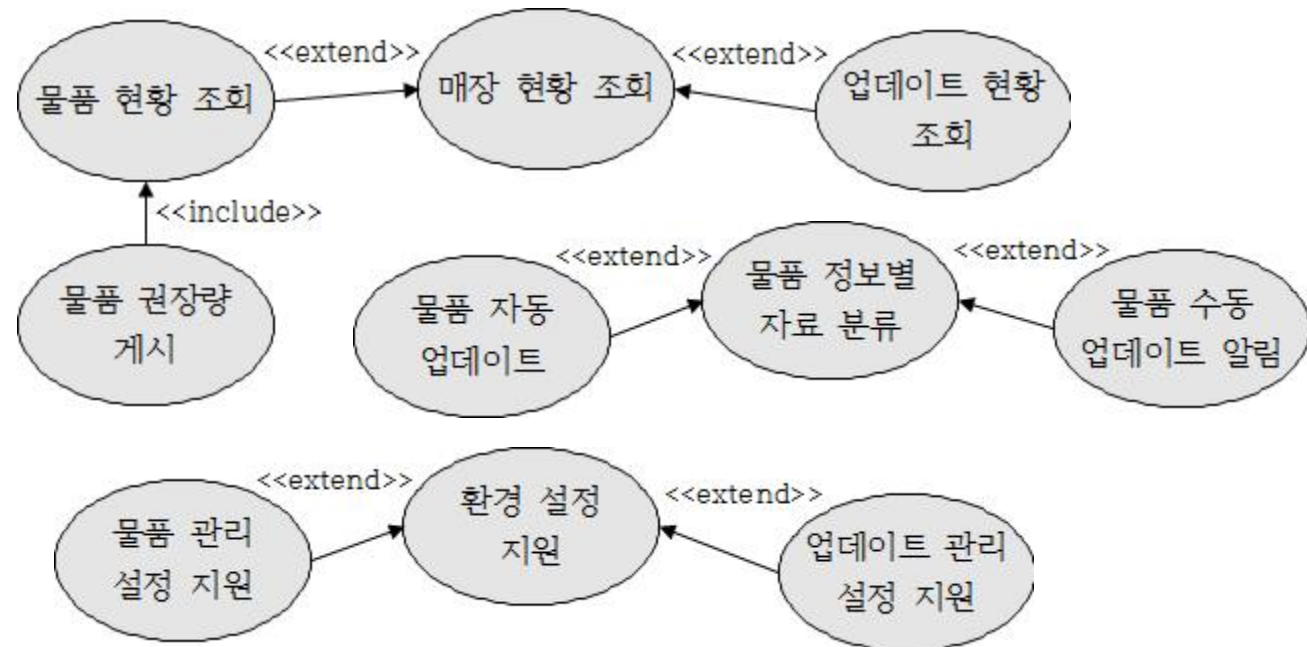 <<extend>>
<<extend>>
물품 현황 조회
매장 현황 조회
업데이트 현황
조회
<<include>>
물품 권장량
게시
<<extend>>
<<extend>>
물품 자동
업데이트
물품 정보별
자료 분류
물품 수동
업데이트 알림
<<extend>>
<<extend>>
물품 관리
설정 지원
환경 설정
지원
업데이트 관리
설정 지원